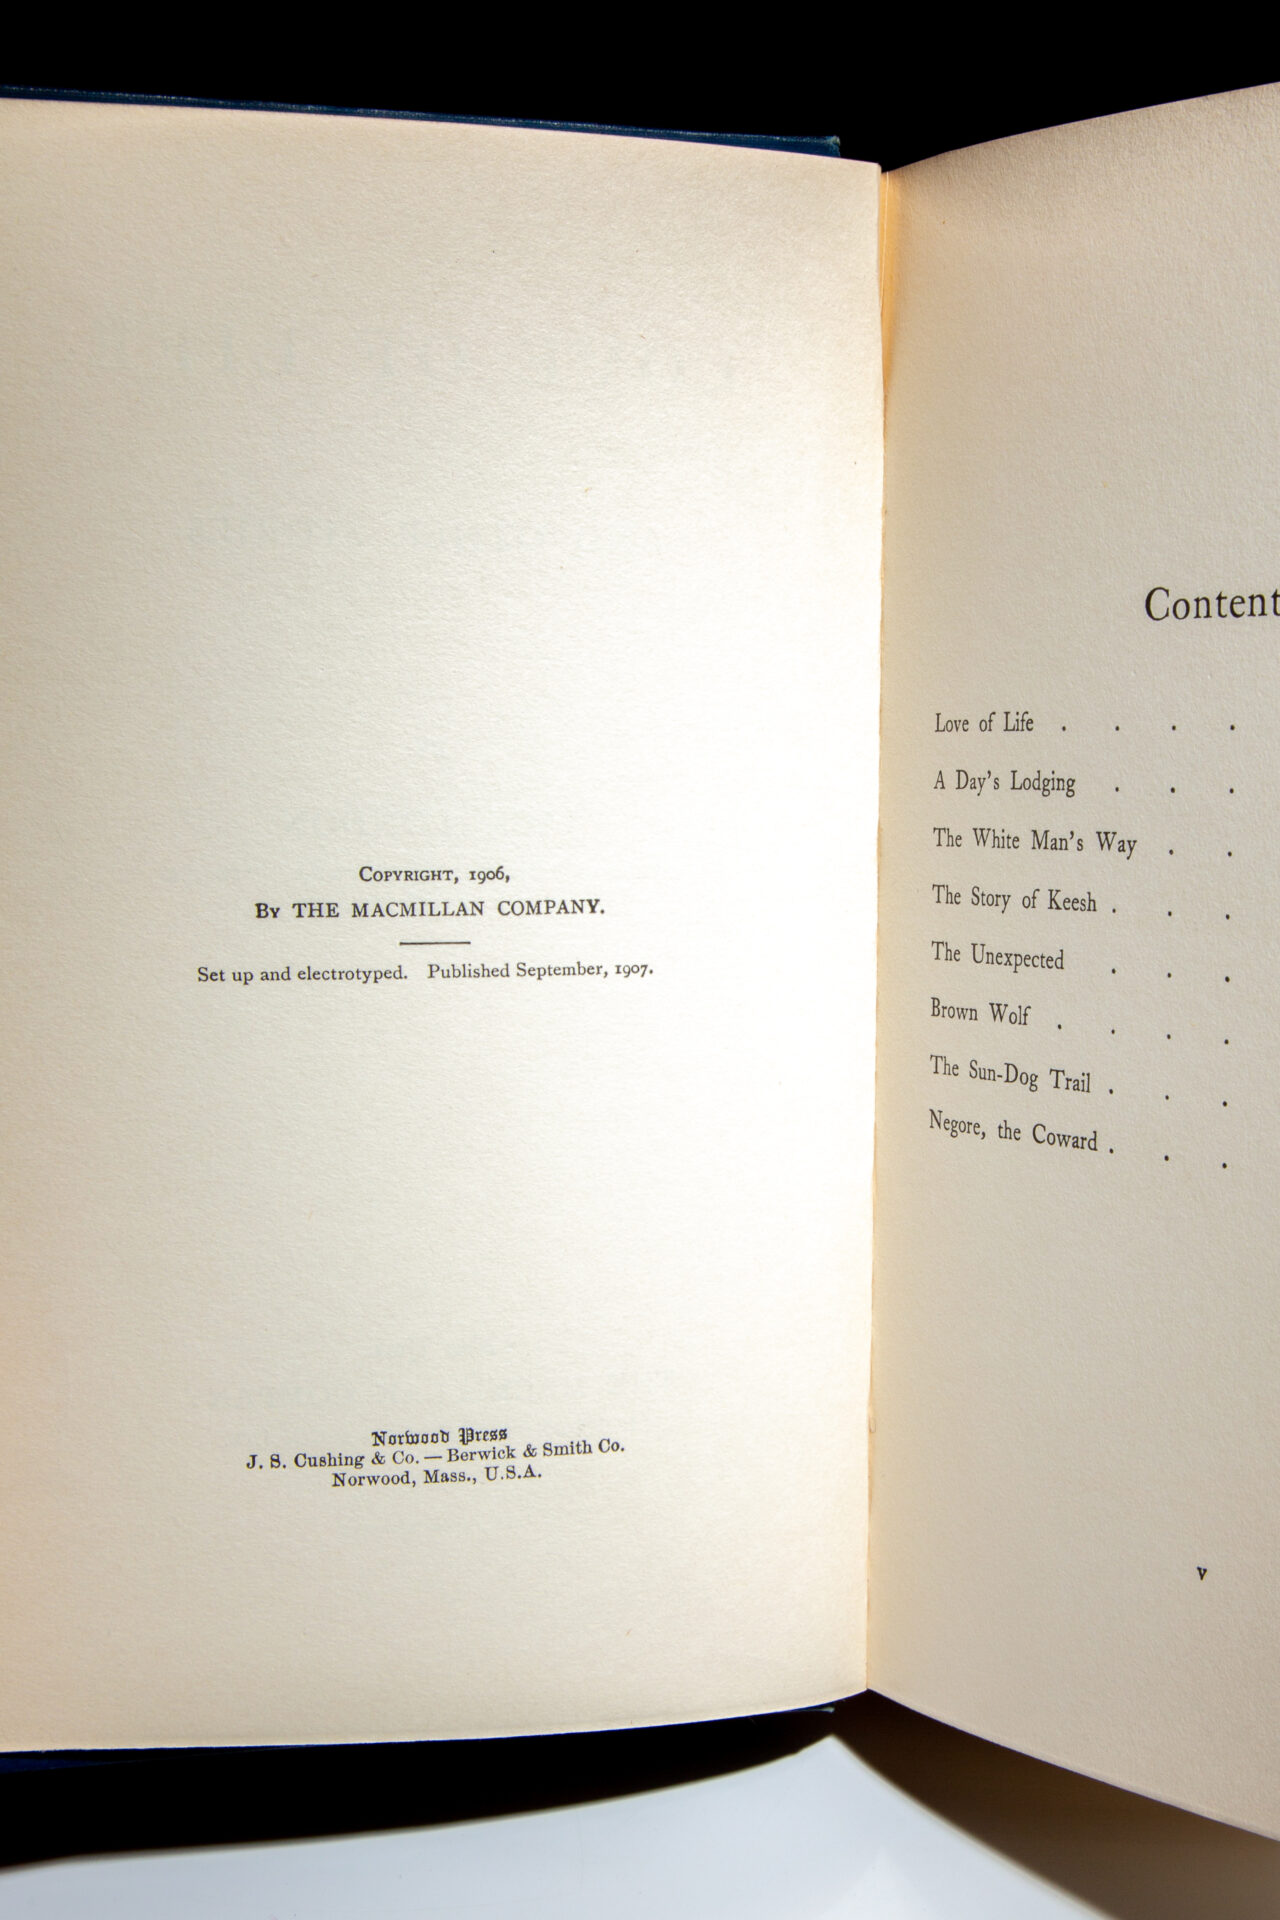 COPYRIGHT, 1906,
BY THE MACMILLAN COMPANY.
Set up and electrotyped. Published September, 1907.
Norwood Press
J. S. Cushing & Co. — Berwick & Smith Co.
Norwood, Mass., U.S.A.
Content
Love of Life . . . .
A Day's Lodging . . .
The White Man's Way . .
The Story of Keesh . . .
The Unexpected . . .
Brown Wolf . . . .
The Sun-Dog Trail . . .
Negore, the Coward . . .
v